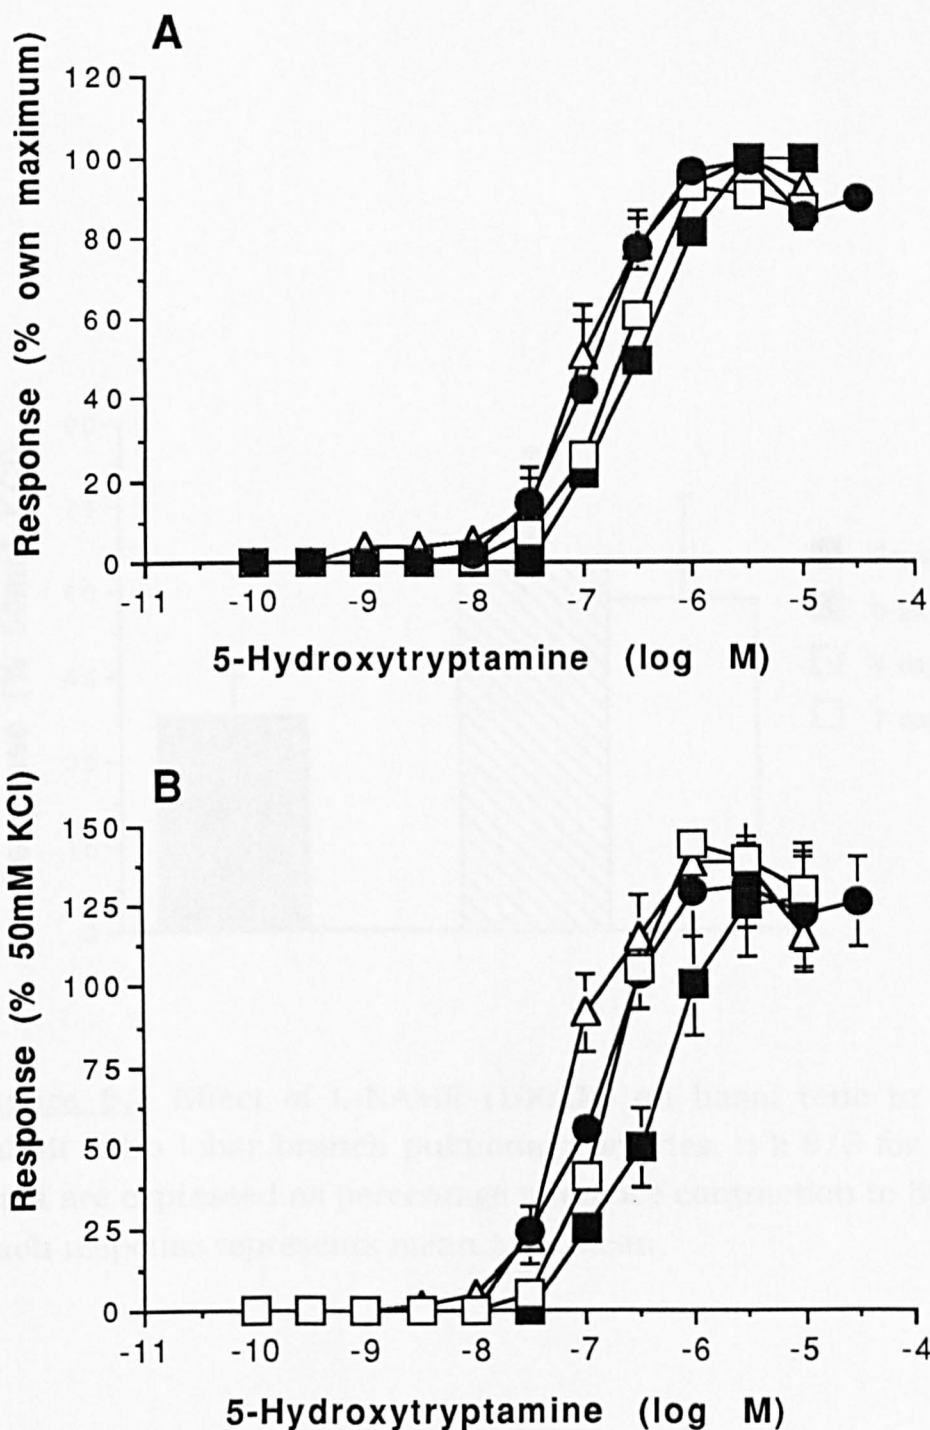 A
Response (% own maximum)
120
100
80
60
40
20
0
-11 -10 -9 -8 -7 -6 -5 -4
5-Hydroxytryptamine (log M)
B
Response (% 50mM KCl)
150
125
100
75
50
25
0
-11 -10 -9 -8 -7 -6 -5 -4
5-Hydroxytryptamine (log M)